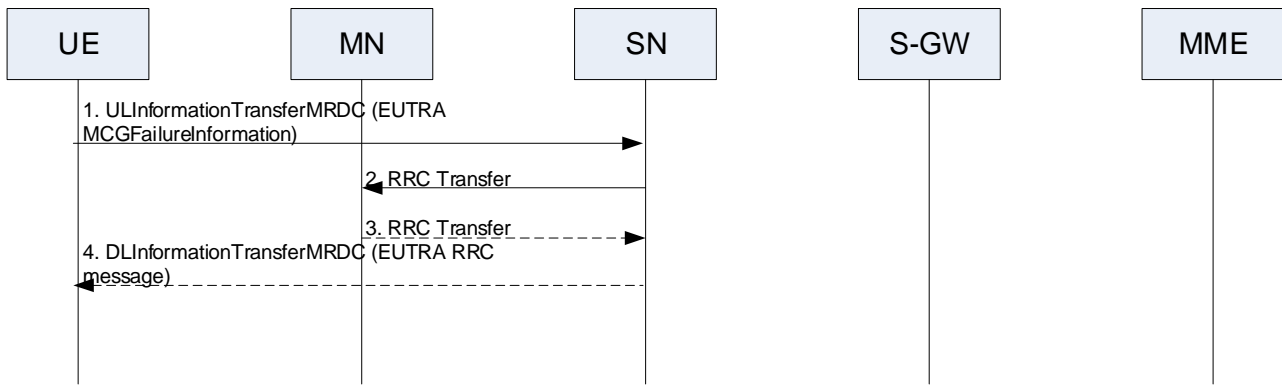 UE
MN
SN
S-GW
MME
1. ULInformationTransferMRDC (EUTRA
MCGFailureInformation)
2. RRC Transfer
3. RRC Transfer
4. DLInformationTransferMRDC (EUTRA RRC
message)